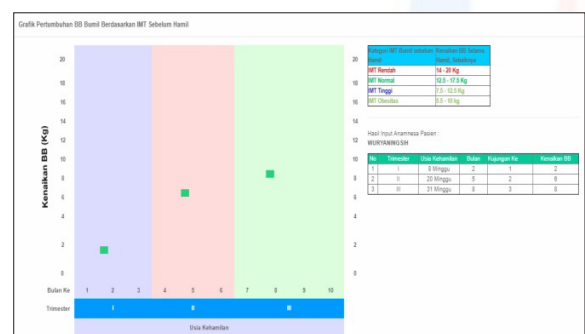 Grafik Pertumbuhan BB Bumil Berdasarkan IMT Sebelum Hamil
Kenaikan BB (Kg)
20 20
18 18
16 16
14 14
12 12
10 10
8 8
6 6
4 4
2 2
0 0
Bulan Ke 1 2 3 4 5 6 7 8 9 10
Trimester I II III
Usia Kehamilan
Kategori IMT Bumil sebelum Hamil Kenaikan BB Selama Hamil, Sebaiknya
IMT Rendah 14 - 20 Kg
IMT Normal 12.5 - 17.5 Kg
IMT Tinggi 7.5 - 12.5 Kg
IMT Obesitas 5.5 - 10 kg
Hasil Input Anamnesa Pasien :
WURYANINGSIH
No Trimester Usia Kehamilan Bulan Kujungan Ke Kenaikan BB
1 I 8 Minggu 2 1 2
2 II 20 Minggu 5 2 6
3 III 31 Minggu 8 3 8